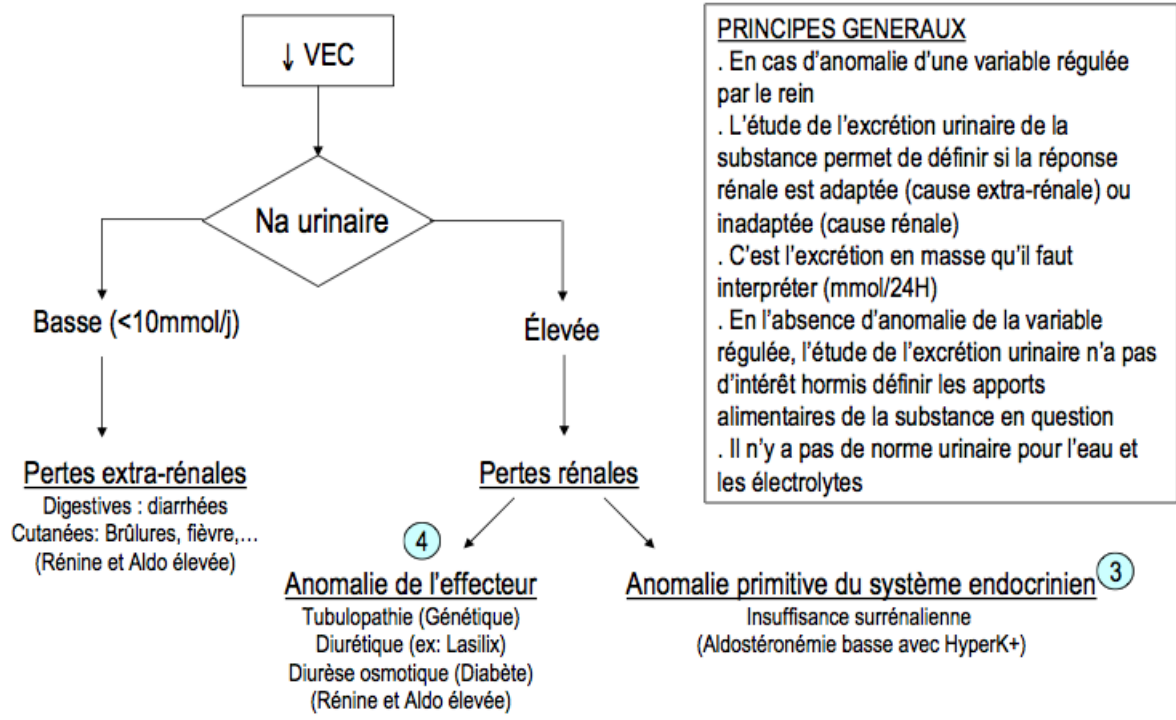 ↓ VEC
Na urinaire
Basse (<10mmol/j)
Élevée
Pertes extra-rénales
Digestives : diarrhées
Cutanées: Brûlures, fièvre,…
(Rénine et Aldo élevée)
Pertes rénales
4
Anomalie de l'effecteur
Tubulopathie (Génétique)
Diurétique (ex: Lasilix)
Diurèse osmotique (Diabète)
(Rénine et Aldo élevée)
3
Anomalie primitive du système endocrinien
Insuffisance surrénalienne
(Aldostéronémie basse avec HyperK+)
PRINCIPES GENERAUX
. En cas d'anomalie d'une variable régulée
par le rein
. L'étude de l'excrétion urinaire de la
substance permet de définir si la réponse
rénale est adaptée (cause extra-rénale) ou
inadaptée (cause rénale)
. C'est l'excrétion en masse qu'il faut
interpréter (mmol/24H)
. En l'absence d'anomalie de la variable
régulée, l'étude de l'excrétion urinaire n'a pas
d'intérêt hormis définir les apports
alimentaires de la substance en question
. Il n'y a pas de norme urinaire pour l'eau et
les électrolytes